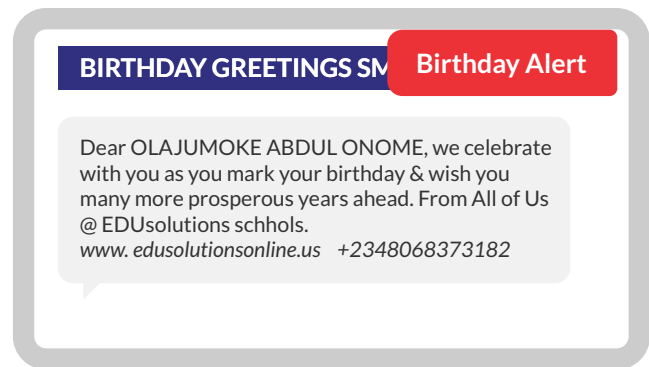 BIRTHDAY GREETINGS SM
Birthday Alert
Dear OLAJUMOKE ABDUL ONOME, we celebrate
with you as you mark your birthday & wish you
many more prosperous years ahead. From All of Us
@ EDUsolutions schhols.
www. edusolutionsonline.us +2348068373182